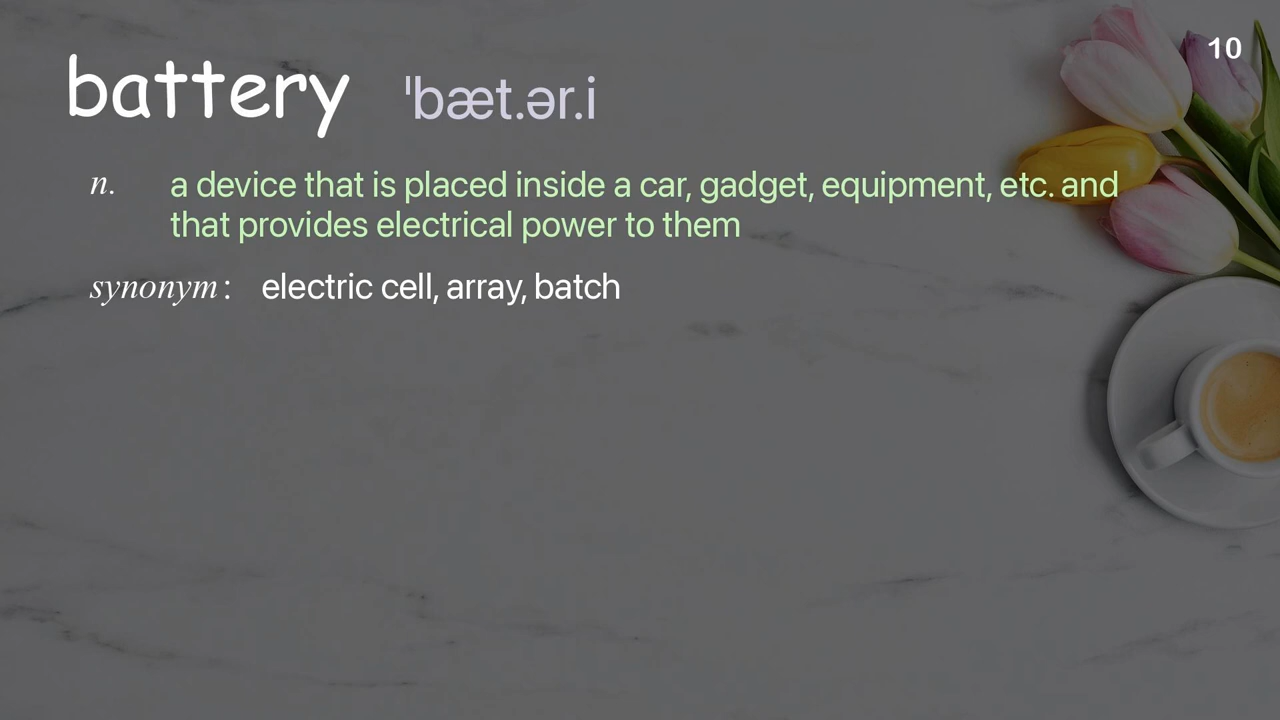 10
battery ˈbæt.ər.i
n. a device that is placed inside a car, gadget, equipment, etc. and
that provides electrical power to them
synonym : electric cell, array, batch